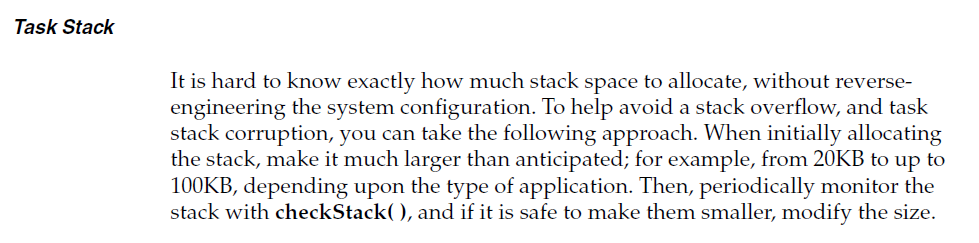 Task Stack
It is hard to know exactly how much stack space to allocate, without reverse-
engineering the system configuration. To help avoid a stack overflow, and task
stack corruption, you can take the following approach. When initially allocating
the stack, make it much larger than anticipated; for example, from 20KB to up to
100KB, depending upon the type of application. Then, periodically monitor the
stack with checkStack( ), and if it is safe to make them smaller, modify the size.